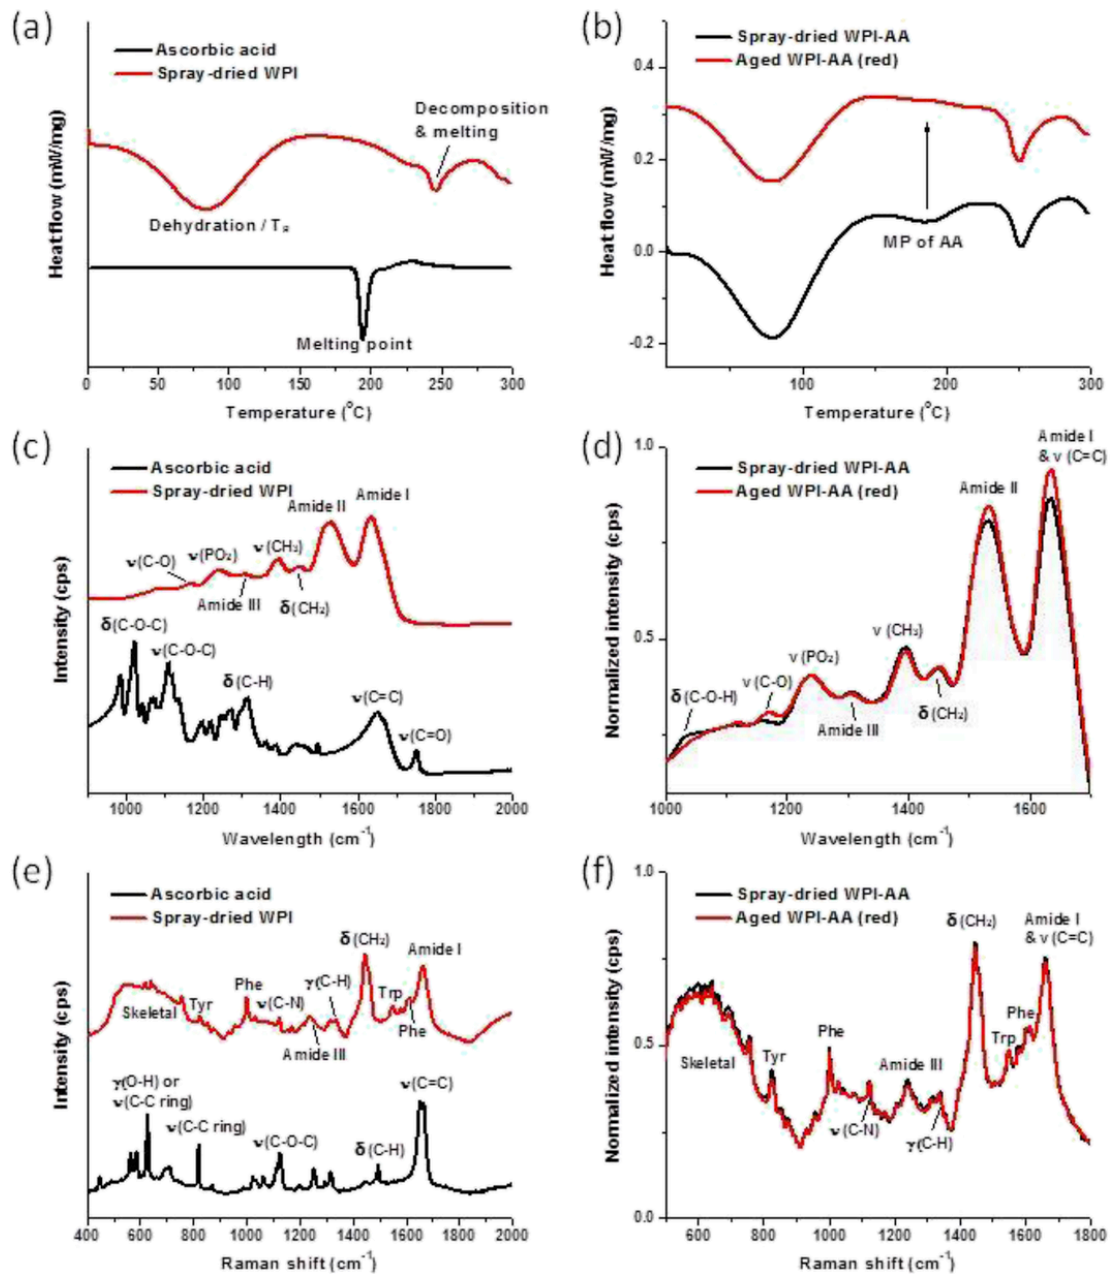 (a)
Ascorbic acid
Spray-dried WPI
Decomposition
& melting
Dehydration / Tg
Melting point
Heat flow (mW/mg)
0 50 100 150 200 250 300
Temperature (°C)
(b)
Spray-dried WPI-AA
Aged WPI-AA (red)
0.4
0.2
0.0
-0.2
MP of AA
Heat flow (mW/mg)
100 200 300
Temperature (°C)
(c)
Ascorbic acid
Spray-dried WPI
Amide I
Amide II
ν(CH₃)
ν(PO₂)
ν(C-O)
Amide III
δ(CH₂)
δ(C-O-C)
ν(C-O-C)
δ(C-H)
ν(C=C)
ν(C=O)
Intensity (cps)
1000 1200 1400 1600 1800 2000
Wavelength (cm⁻¹)
(d)
Spray-dried WPI-AA
Aged WPI-AA (red)
Amide I
& ν (C=C)
Amide II
ν (CH₃)
ν (PO₂)
ν (C-O)
δ(C-O-H)
δ(CH₂)
Amide III
1.0
0.5
Normalized intensity (cps)
1000 1200 1400 1600
Wavelength (cm⁻¹)
(e)
Ascorbic acid
Spray-dried WPI
δ(CH₂)
Amide I
γ(C-H)
Phe
ν(C-N)
Trp
Skeletal
Tyr
Phe
Amide III
γ(O-H) or
ν(C-C ring)
ν(C-C ring)
ν(C-O-C)
δ(C-H)
ν(C=C)
Intensity (cps)
400 600 800 1000 1200 1400 1600 1800 2000
Raman shift (cm⁻¹)
(f)
Spray-dried WPI-AA
Aged WPI-AA (red)
δ(CH₂)
Amide I
& ν (C=C)
Phe
Phe
Trp
Skeletal
Tyr
Amide III
ν(C-N)
γ(C-H)
1.0
0.5
0.0
Normalized intensity (cps)
600 800 1000 1200 1400 1600 1800
Raman shift (cm⁻¹)